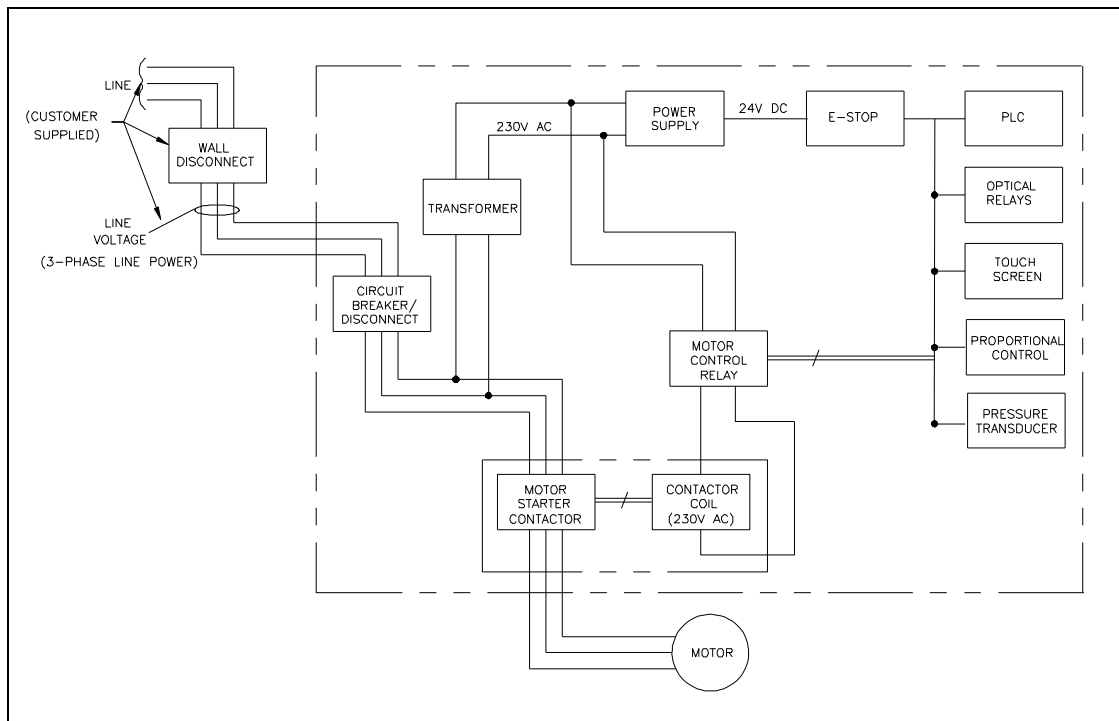 LINE
(CUSTOMER
SUPPLIED)
WALL
DISCONNECT
LINE
VOLTAGE
(3-PHASE LINE POWER)
230V AC
POWER
SUPPLY
24V DC
E-STOP
PLC
TRANSFORMER
OPTICAL
RELAYS
TOUCH
SCREEN
CIRCUIT
BREAKER/
DISCONNECT
MOTOR
CONTROL
RELAY
PROPORTIONAL
CONTROL
PRESSURE
TRANSDUCER
MOTOR
STARTER
CONTACTOR
CONTACTOR
COIL
(230V AC)
MOTOR